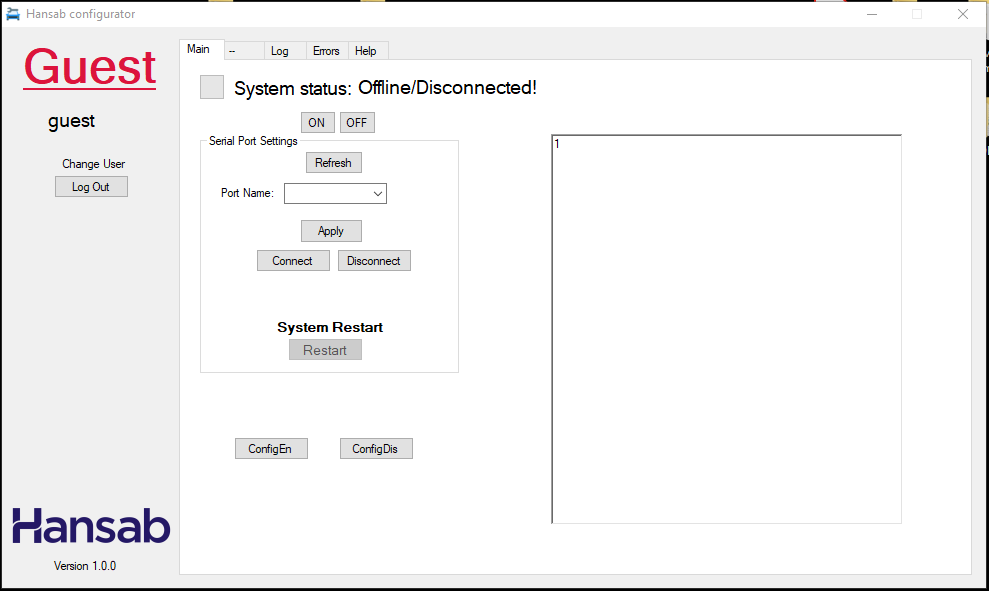 Hansab configurator
Guest
guest
Change User
Log Out
Hansab
Version 1.0.0
Main -- Log Errors Help
System status: Offline/Disconnected!
ON OFF
Serial Port Settings
Refresh
Port Name:
Apply
Connect Disconnect
System Restart
Restart
ConfigEn ConfigDis
1